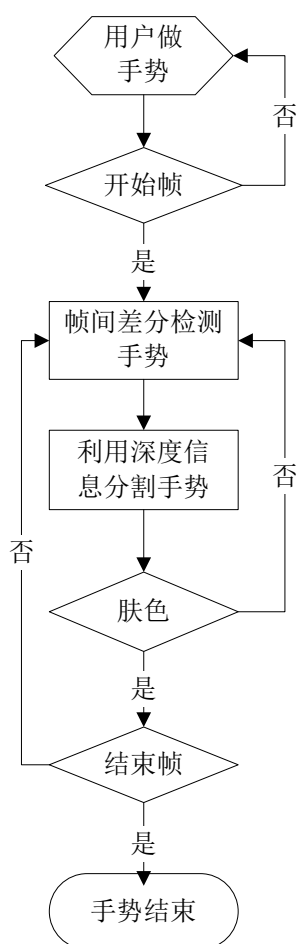 用户做
手势
否
开始帧
是
帧间差分检测
手势
利用深度信
息分割手势
否
否
肤色
是
结束帧
是
手势结束